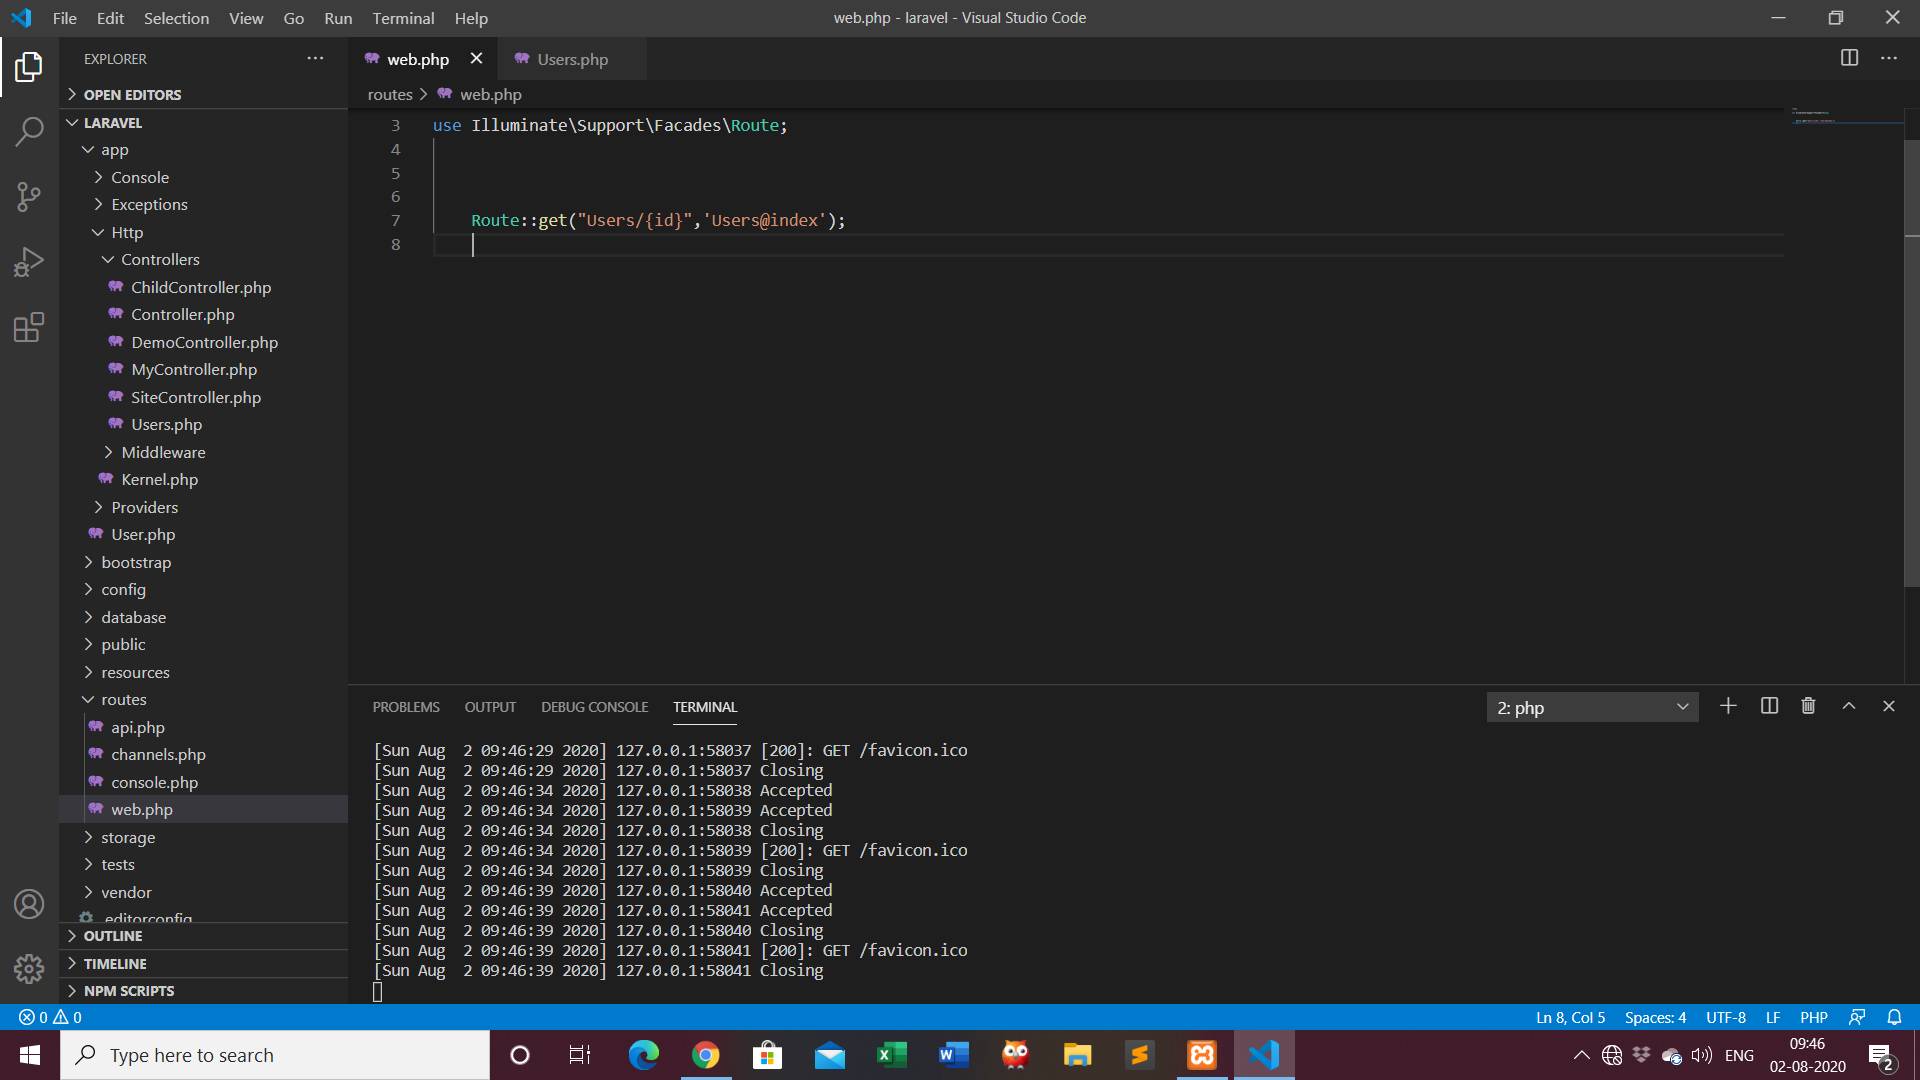 File Edit Selection View Go Run Terminal Help
web.php - laravel - Visual Studio Code
EXPLORER
OPEN EDITORS
LARAVEL
app
Console
Exceptions
Http
Controllers
ChildController.php
Controller.php
DemoController.php
MyController.php
SiteController.php
Users.php
Middleware
Kernel.php
Providers
User.php
bootstrap
config
database
public
resources
routes
api.php
channels.php
console.php
web.php
storage
tests
vendor
.editorconfig
OUTLINE
TIMELINE
NPM SCRIPTS
web.php Users.php
routes > web.php
3 use Illuminate\Support\Facades\Route;
4
5
6
7 Route::get("Users/{id}",'Users@index');
8
PROBLEMS OUTPUT DEBUG CONSOLE TERMINAL
2: php
[Sun Aug  2 09:46:29 2020] 127.0.0.1:58037 [200]: GET /favicon.ico
[Sun Aug  2 09:46:29 2020] 127.0.0.1:58037 Closing
[Sun Aug  2 09:46:34 2020] 127.0.0.1:58038 Accepted
[Sun Aug  2 09:46:34 2020] 127.0.0.1:58039 Accepted
[Sun Aug  2 09:46:34 2020] 127.0.0.1:58038 Closing
[Sun Aug  2 09:46:34 2020] 127.0.0.1:58039 [200]: GET /favicon.ico
[Sun Aug  2 09:46:34 2020] 127.0.0.1:58039 Closing
[Sun Aug  2 09:46:39 2020] 127.0.0.1:58040 Accepted
[Sun Aug  2 09:46:39 2020] 127.0.0.1:58041 Accepted
[Sun Aug  2 09:46:39 2020] 127.0.0.1:58040 Closing
[Sun Aug  2 09:46:39 2020] 127.0.0.1:58041 [200]: GET /favicon.ico
[Sun Aug  2 09:46:39 2020] 127.0.0.1:58041 Closing
0 0
Ln 8, Col 5 Spaces: 4 UTF-8 LF PHP
Type here to search
ENG
09:46
02-08-2020
2